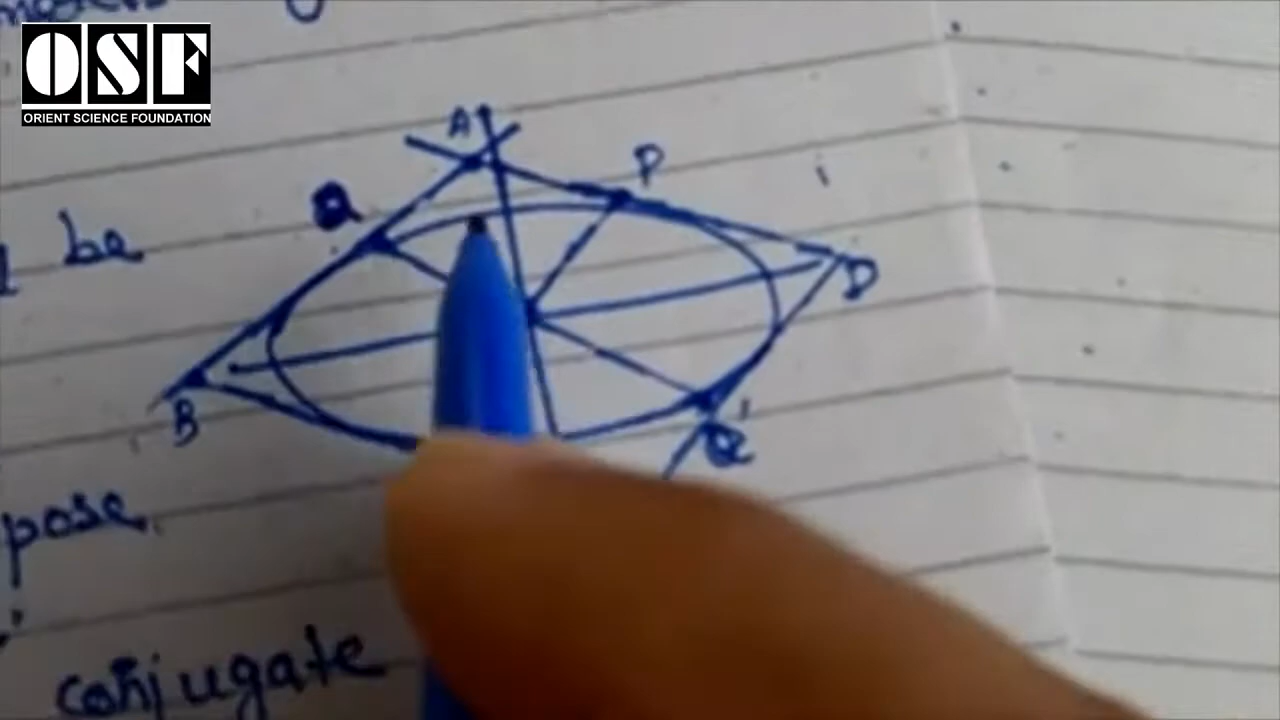 OSF
ORIENT SCIENCE FOUNDATION
A
P
Q
be
D
B
Q'
pose.
conjugate